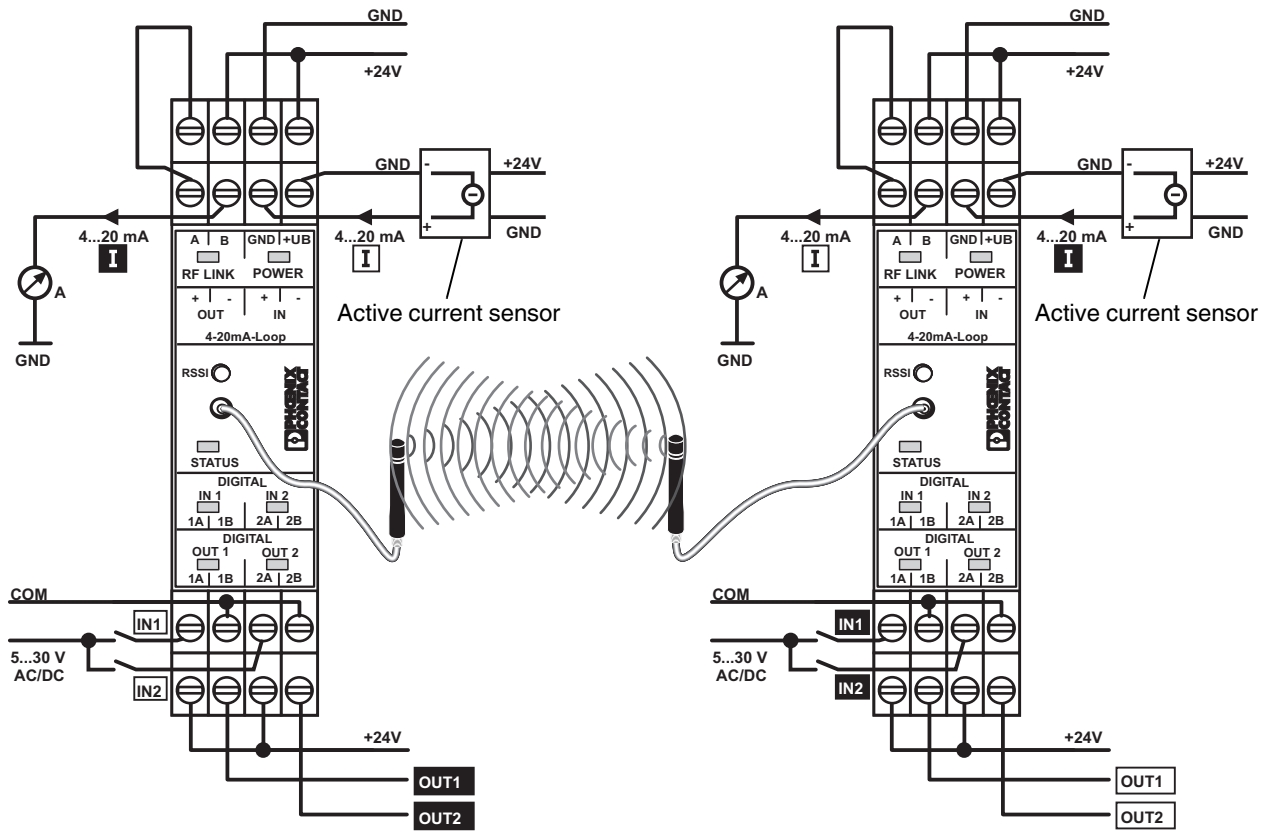 GND
+24V
GND
+24V
GND
4...20 mA
I
4...20 mA
I
A
GND
Active current sensor
A B GND +UB
RF LINK POWER
+ - + -
OUT IN
4-20mA-Loop
RSSI
PHŒNIX
CONTACT
STATUS
DIGITAL
IN 1 IN 2
1A 1B 2A 2B
DIGITAL
OUT 1 OUT 2
1A 1B 2A 2B
COM
IN1
5...30 V
AC/DC
IN2
+24V
OUT1
OUT2
GND
+24V
GND
+24V
GND
4...20 mA
I
4...20 mA
I
A
GND
Active current sensor
A B GND +UB
RF LINK POWER
+ - + -
OUT IN
4-20mA-Loop
RSSI
PHŒNIX
CONTACT
STATUS
DIGITAL
IN 1 IN 2
1A 1B 2A 2B
DIGITAL
OUT 1 OUT 2
1A 1B 2A 2B
COM
IN1
5...30 V
AC/DC
IN2
+24V
OUT1
OUT2